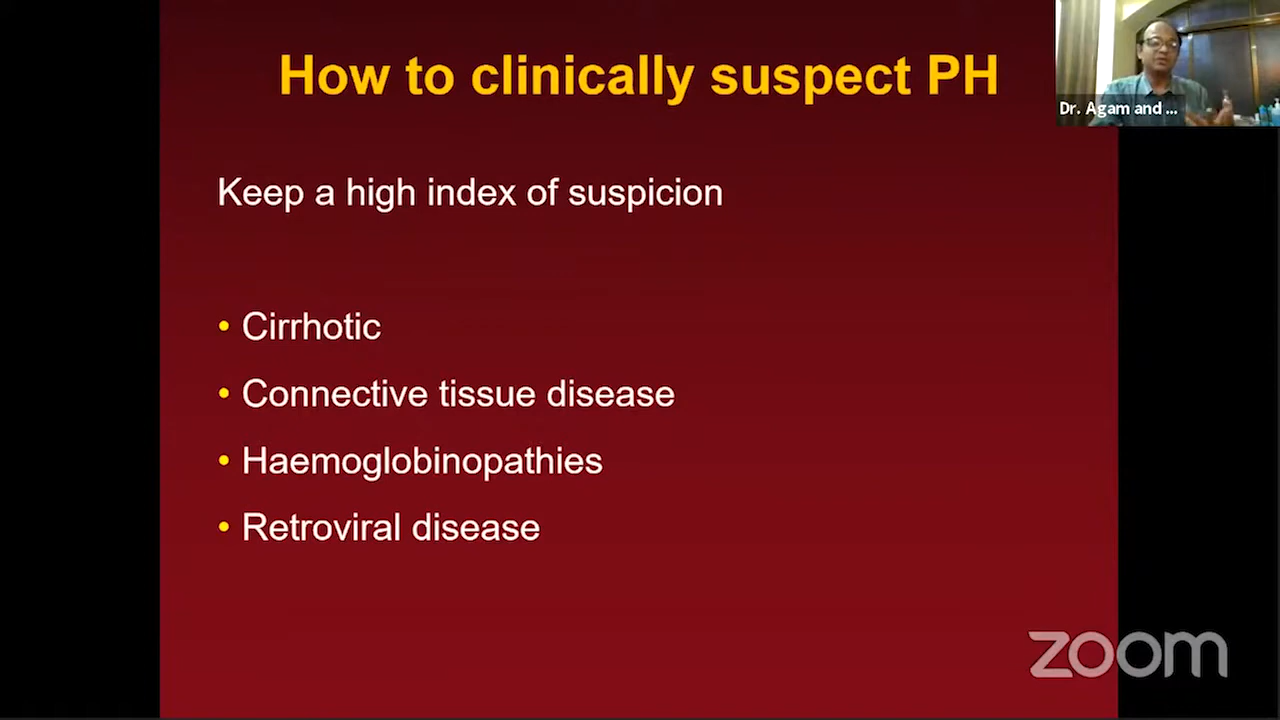 How to clinically suspect PH
Dr. Agam and ...
Keep a high index of suspicion
• Cirrhotic
• Connective tissue disease
• Haemoglobinopathies
• Retroviral disease
zoom